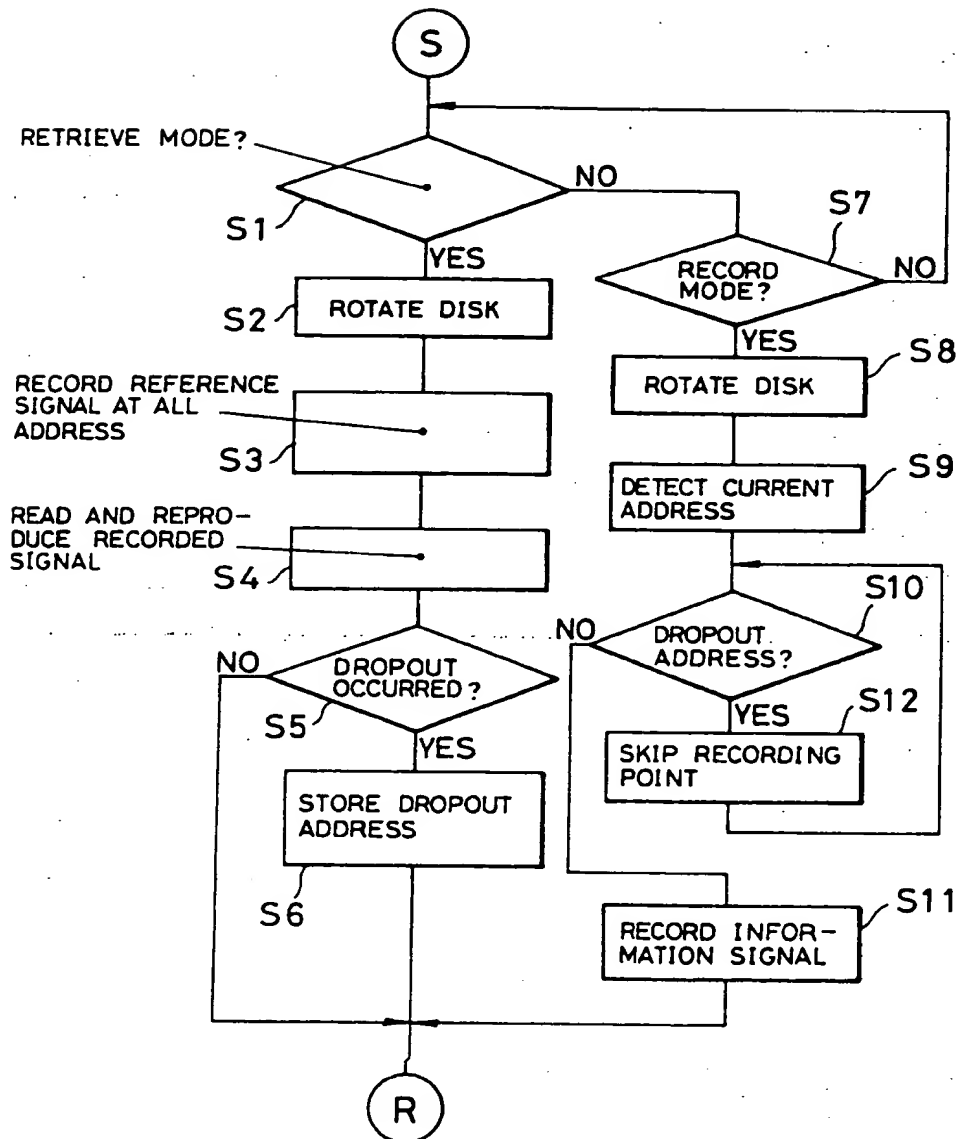 S
RETRIEVE MODE?
NO
S1
S7
YES
RECORD
MODE?
NO
S2
ROTATE DISK
YES
S8
RECORD REFERENCE
SIGNAL AT ALL
ADDRESS
ROTATE DISK
S3
S9
DETECT CURRENT
ADDRESS
READ AND REPRO-
DUCE RECORDED
SIGNAL
S4
S10
NO
DROPOUT
ADDRESS?
NO
DROPOUT
OCCURRED?
S5
YES
S12
YES
SKIP RECORDING
POINT
STORE DROPOUT
ADDRESS
S6
S11
RECORD INFOR-
MATION SIGNAL
R